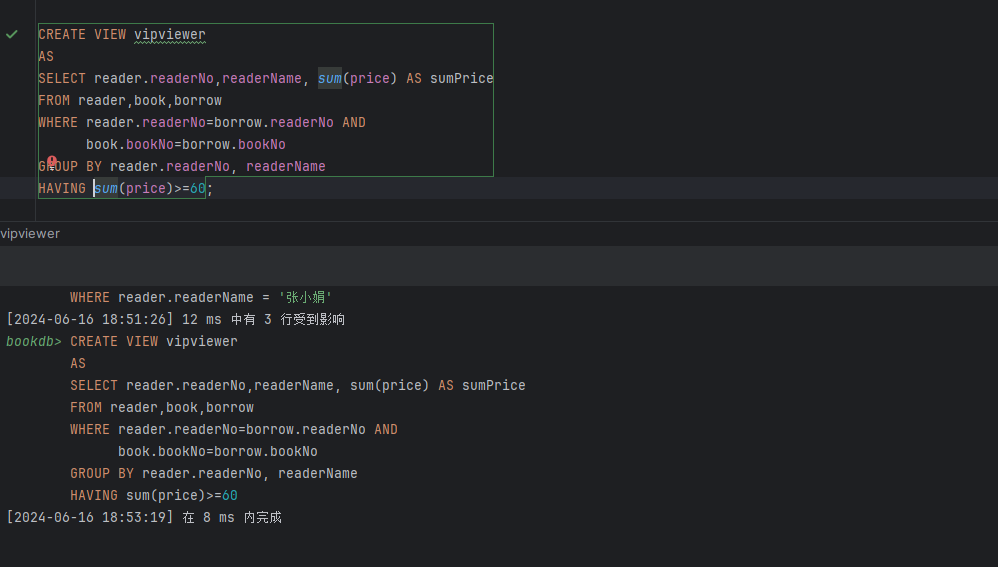 CREATE VIEW vipviewer
AS
SELECT reader.readerNo,readerName, sum(price) AS sumPrice
FROM reader,book,borrow
WHERE reader.readerNo=borrow.readerNo AND
book.bookNo=borrow.bookNo
GROUP BY reader.readerNo, readerName
HAVING sum(price)>=60;
vipviewer
WHERE reader.readerName = '张小娟'
[2024-06-16 18:51:26] 12 ms 中有 3 行受到影响
bookdb> CREATE VIEW vipviewer
AS
SELECT reader.readerNo,readerName, sum(price) AS sumPrice
FROM reader,book,borrow
WHERE reader.readerNo=borrow.readerNo AND
book.bookNo=borrow.bookNo
GROUP BY reader.readerNo, readerName
HAVING sum(price)>=60
[2024-06-16 18:53:19] 在 8 ms 内完成